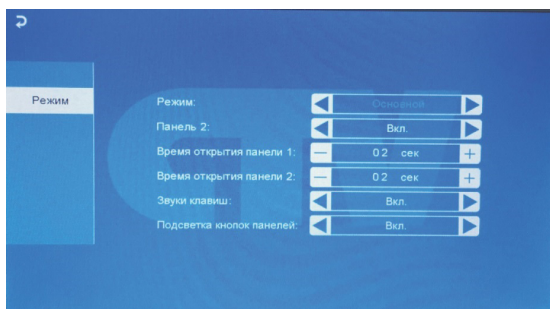 Режим
Режим: Основной
Панель 2: Вкл.
Время открытия панели 1: — 02 сек +
Время открытия панели 2: — 02 сек +
Звуки клавиш: Вкл.
Подсветка кнопок панелей: Вкл.